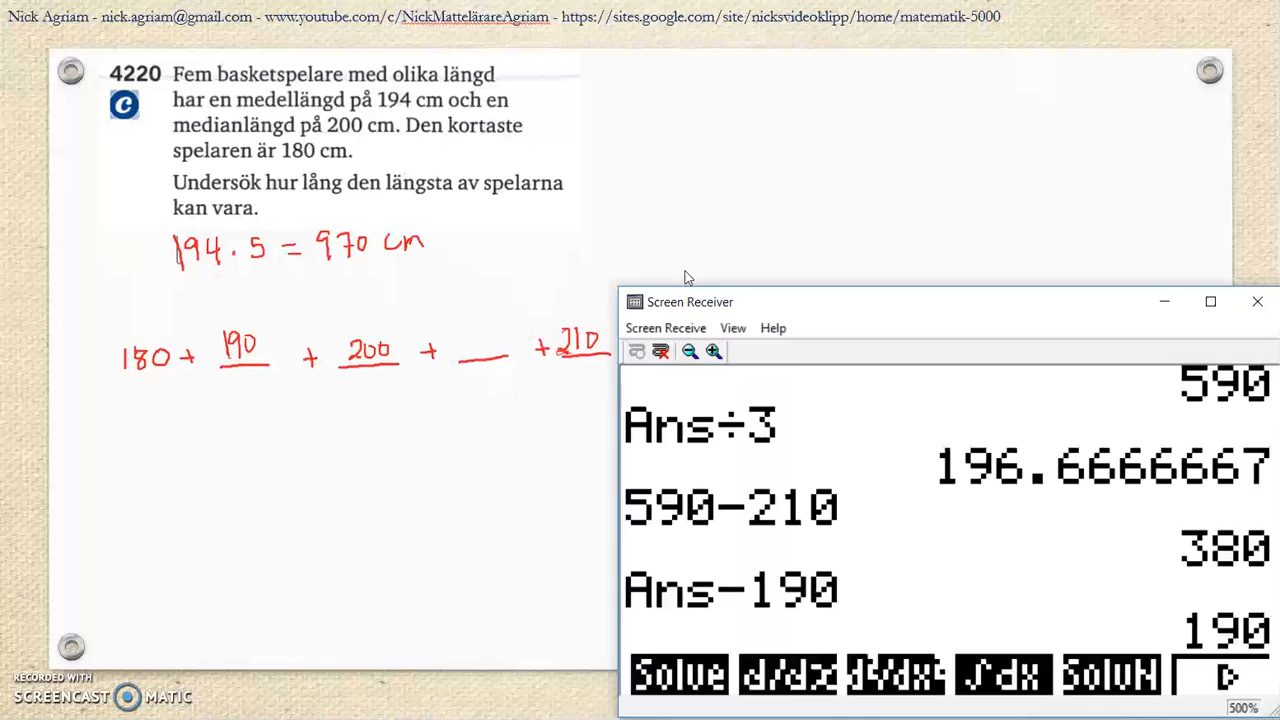 Nick Agriam - nick.agriam@gmail.com - www.youtube.com/c/NickMattelärareAgriam - https://sites.google.com/site/nicksvideoklipp/home/matematik-5000
4220 Fem basketspelare med olika längd
C har en medellängd på 194 cm och en
medianlängd på 200 cm. Den kortaste
spelaren är 180 cm.
Undersök hur lång den längsta av spelarna
kan vara.
194 · 5 = 970 cm
180 + 190 + 200 + ___ + 210
Screen Receiver
Screen Receive View Help
590
Ans÷3
196.6666667
590-210
380
Ans-190
190
Solve d/dx d²/dx² ∫dx SolvN ▷
500%
RECORDED WITH
SCREENCAST MATIC